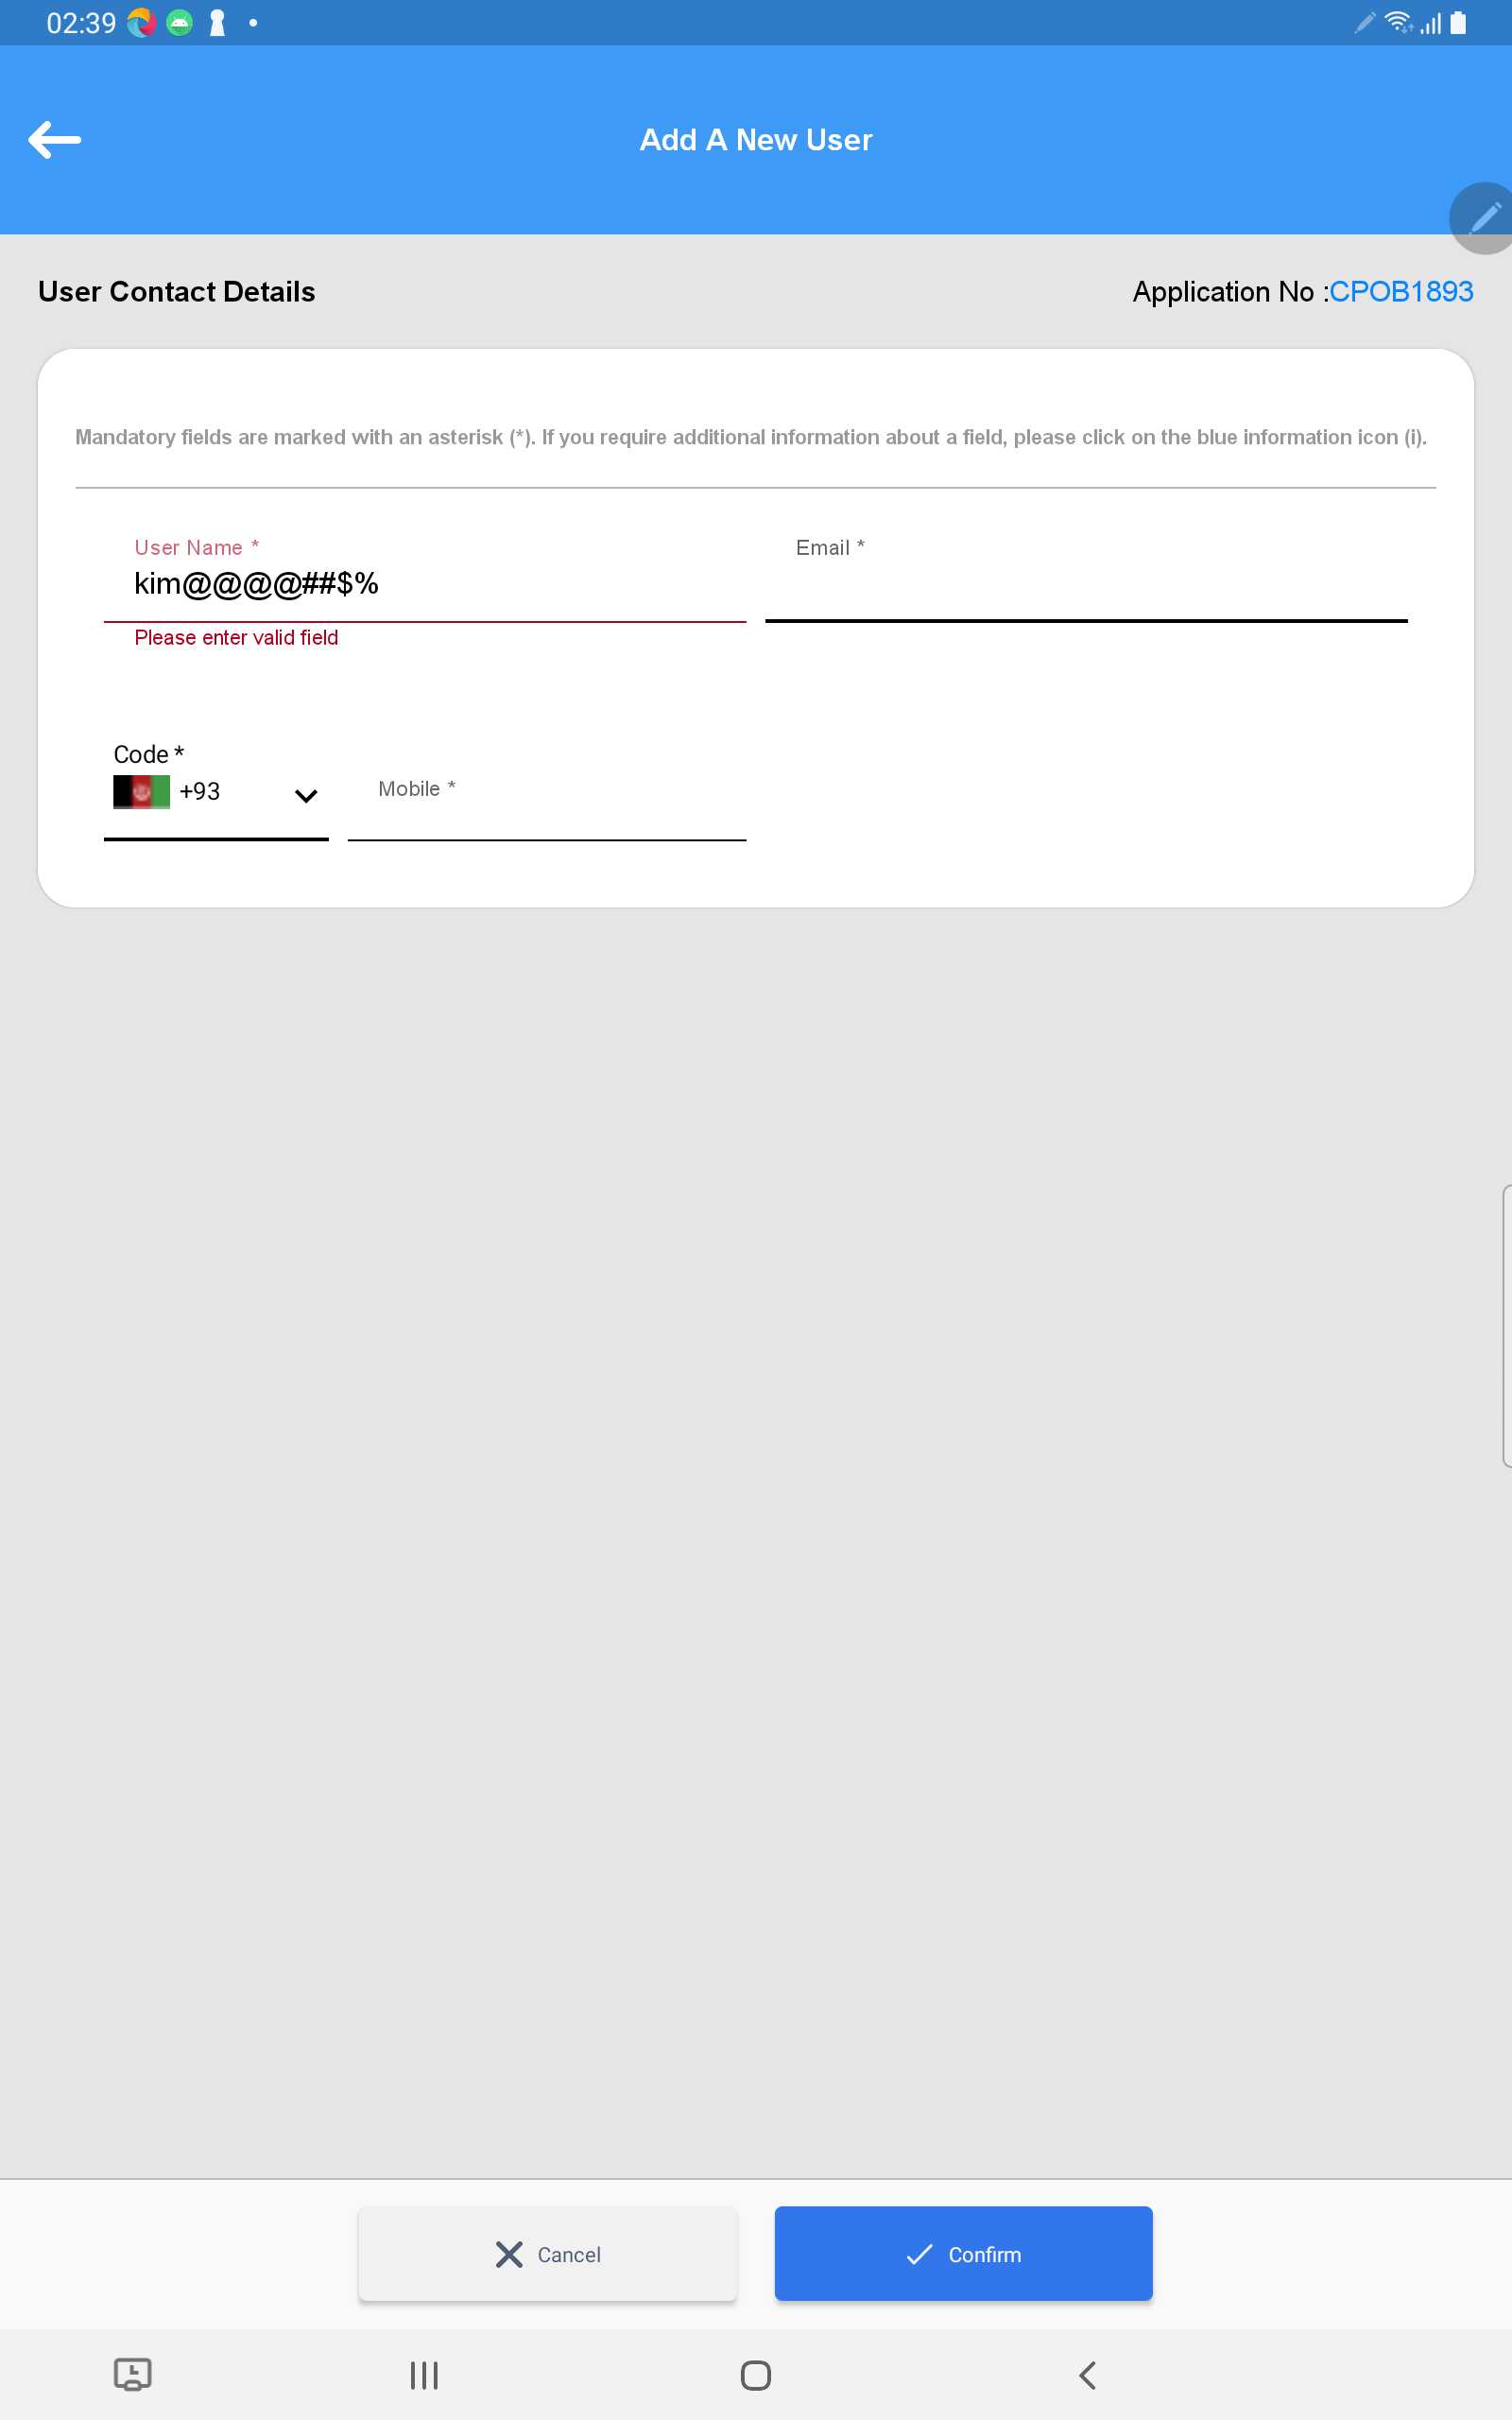 02:39
Add A New User
User Contact Details
Application No :CPOB1893
Mandatory fields are marked with an asterisk (*). If you require additional information about a field, please click on the blue information icon (i).
User Name *
Email *
kim@@@@##$%
Please enter valid field
Code *
+93
Mobile *
Cancel
Confirm